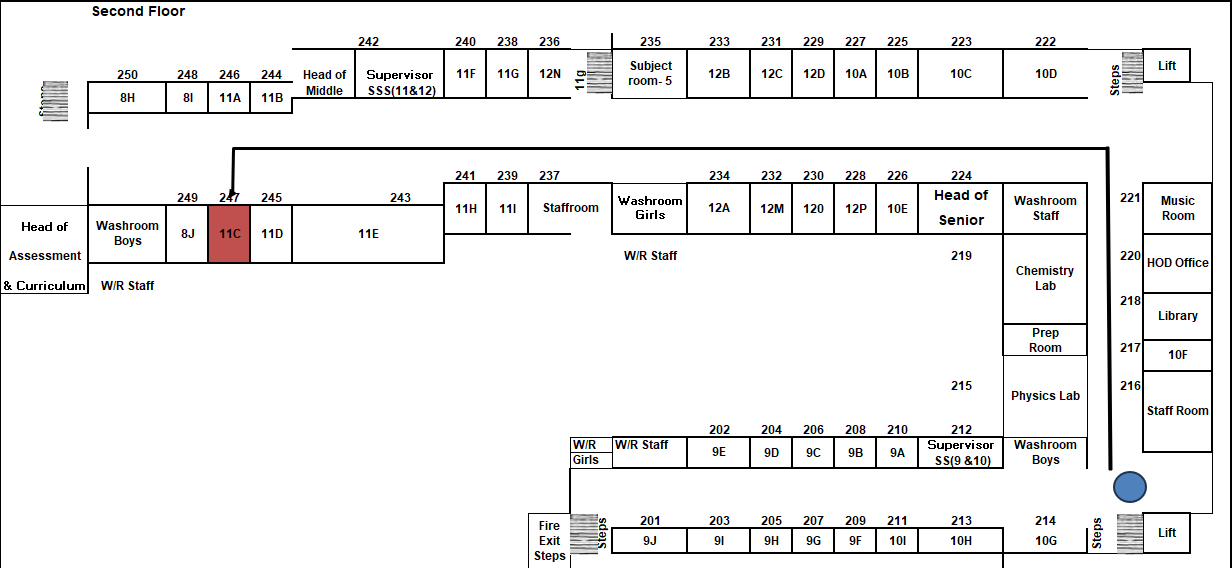 Second Floor
242 240 238 236 235 233 231 229 227 225 223 222
250 248 246 244
Head of
Middle
Supervisor
SSS(11&12)
11F 11G 12N
11g
Subject
room- 5
12B 12C 12D 10A 10B 10C 10D
Steps
Lift
Steps
8H 8I 11A 11B
241 239 237 234 232 230 228 226 224
249 247 245 243
11H 11I Staffroom
Washroom
Girls
12A 12M 120 12P 10E
Head of
Senior
Washroom
Staff
221
Music
Room
Head of
Assessment
& Curriculum
Washroom
Boys
8J 11C 11D 11E
W/R Staff
W/R Staff
219
Chemistry
Lab
220
HOD Office
218
Library
Prep
Room
217
10F
215
Physics Lab
216
Staff Room
202 204 206 208 210 212
W/R
Girls
W/R Staff
9E 9D 9C 9B 9A
Supervisor
SS(9 &10)
Washroom
Boys
201 203 205 207 209 211 213 214
Fire
Exit
Steps
Steps
9J 9I 9H 9G 9F 10I 10H 10G
Steps
Lift